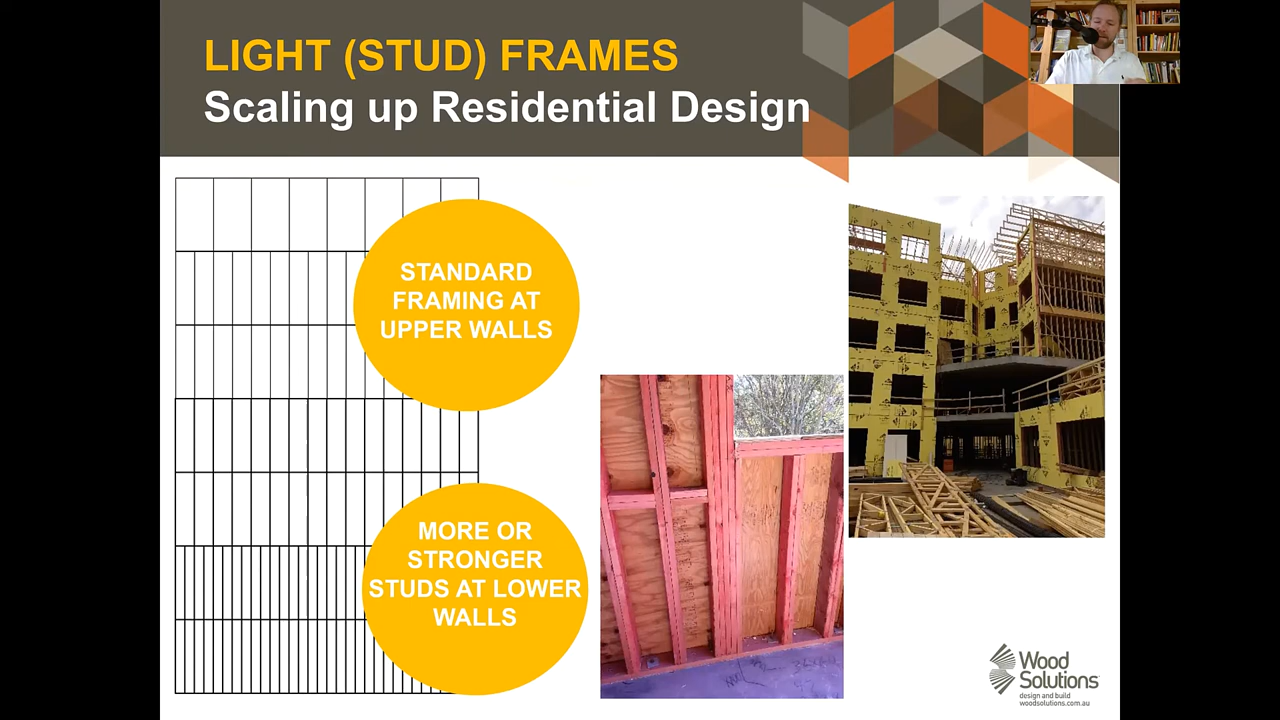 LIGHT (STUD) FRAMES
Scaling up Residential Design
STANDARD
FRAMING AT
UPPER WALLS
MORE OR
STRONGER
STUDS AT LOWER
WALLS
Wood
Solutions
design and build
woodsolutions.com.au